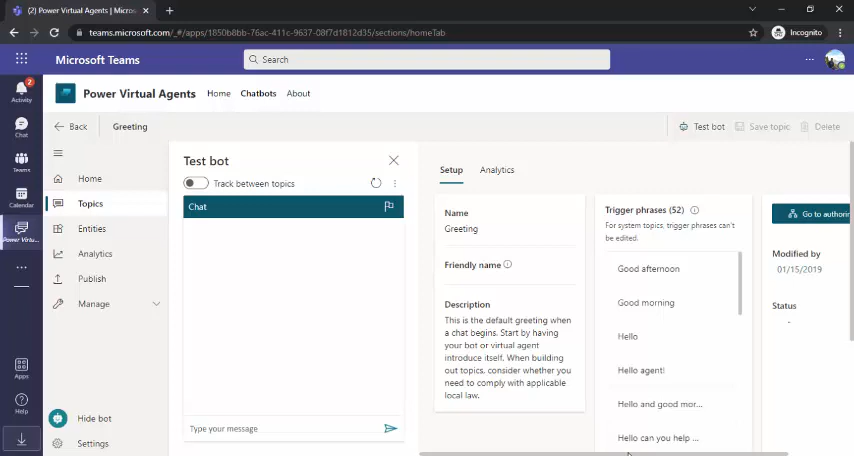 (2) Power Virtual Agents | Micros
teams.microsoft.com/_#/apps/1850b8bb-76ac-411c-9637-08f7d1812d35/sections/homeTab
Incognito
Microsoft Teams
Search
2
Activity
Chat
Teams
Calendar
Power Virtu...
Apps
Help
Power Virtual Agents
Home
Chatbots
About
Back
Greeting
Test bot
Save topic
Delete
Home
Topics
Entities
Analytics
Publish
Manage
Hide bot
Settings
Test bot
Track between topics
Chat
Type your message
Setup
Analytics
Name
Greeting
Friendly name
Description
This is the default greeting when
a chat begins. Start by having
your bot or virtual agent
introduce itself. When building
out topics, consider whether you
need to comply with applicable
local law.
Trigger phrases (52)
For system topics, trigger phrases can't
be edited.
Good afternoon
Good morning
Hello
Hello agent!
Hello and good mor...
Hello can you help ...
Go to authorin
Modified by
01/15/2019
Status
-